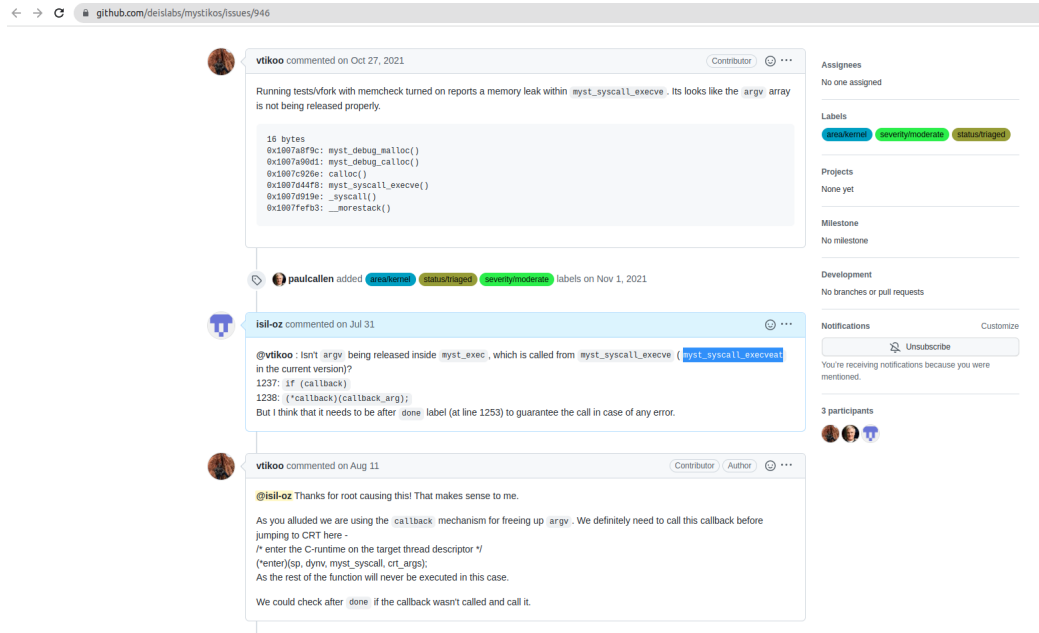 github.com/deislabs/mystikos/issues/946
vtikoo commented on Oct 27, 2021
Contributor
Running tests/vfork with memcheck turned on reports a memory leak within myst_syscall_execve . Its looks like the argv array
is not being released properly.
16 bytes
0x1007a8f9c: myst_debug_malloc()
0x1007a90d1: myst_debug_calloc()
0x1007c926e: calloc()
0x1007d44f8: myst_syscall_execve()
0x1007d919e: _syscall()
0x1007fefb3: __morestack()
paulcallen added area/kernel status/triaged severity/moderate labels on Nov 1, 2021
isil-oz commented on Jul 31
@vtikoo : Isn't argv being released inside myst_exec , which is called from myst_syscall_execve ( myst_syscall_execveat
in the current version)?
1237: if (callback)
1238: (*callback)(callback_arg);
But I think that it needs to be after done label (at line 1253) to guarantee the call in case of any error.
vtikoo commented on Aug 11
Contributor Author
@isil-oz Thanks for root causing this! That makes sense to me.
As you alluded we are using the callback mechanism for freeing up argv . We definitely need to call this callback before
jumping to CRT here -
/* enter the C-runtime on the target thread descriptor */
(*enter)(sp, dynv, myst_syscall, crt_args);
As the rest of the function will never be executed in this case.
We could check after done if the callback wasn't called and call it.
Assignees
No one assigned
Labels
area/kernel severity/moderate status/triaged
Projects
None yet
Milestone
No milestone
Development
No branches or pull requests
Notifications Customize
Unsubscribe
You're receiving notifications because you were
mentioned.
3 participants